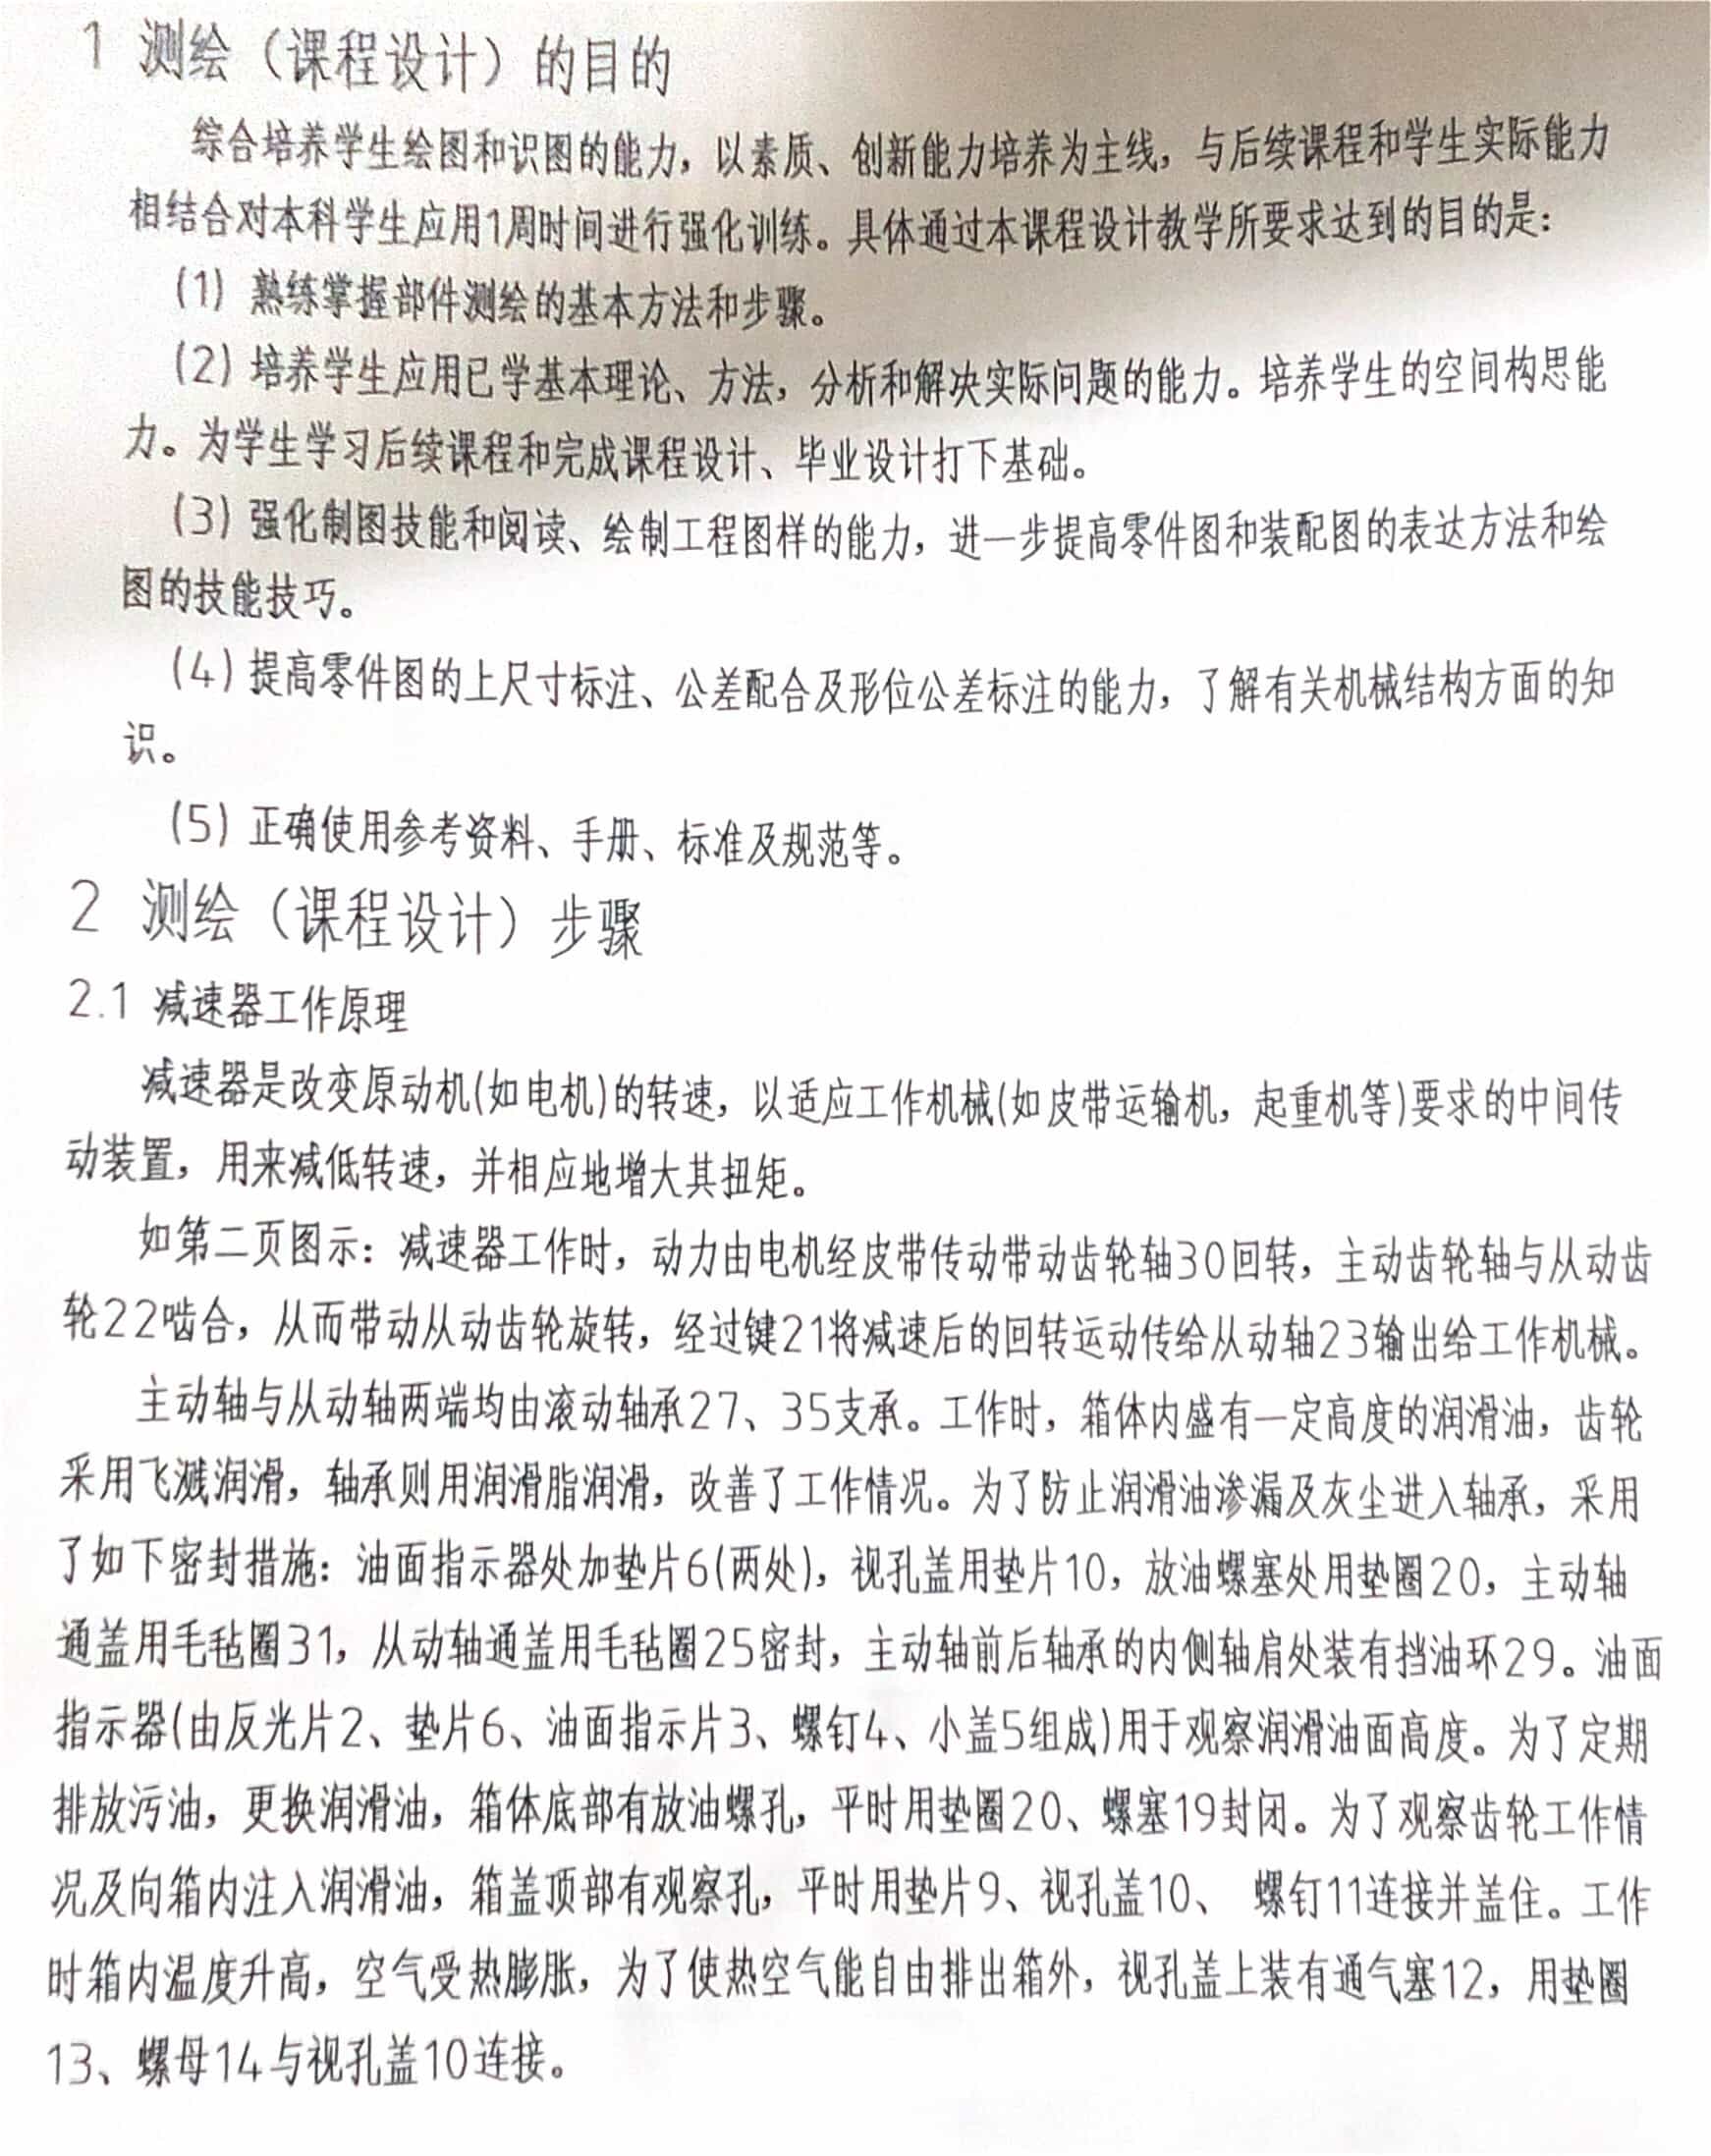 1 测绘（课程设计）的目的
综合培养学生绘图和识图的能力，以素质、创新能力培养为主线，与后续课程和学生实际能力
相结合对本科学生应用1周时间进行强化训练。具体通过本课程设计教学所要求达到的目的是：
(1) 熟练掌握部件测绘的基本方法和步骤。
(2) 培养学生应用已学基本理论、方法，分析和解决实际问题的能力。培养学生的空间构思能
力。为学生学习后续课程和完成课程设计、毕业设计打下基础。
(3) 强化制图技能和阅读、绘制工程图样的能力，进一步提高零件图和装配图的表达方法和绘
图的技能技巧。
(4) 提高零件图的上尺寸标注、公差配合及形位公差标注的能力，了解有关机械结构方面的知
识。
(5) 正确使用参考资料、手册、标准及规范等。
2 测绘（课程设计）步骤
2.1 减速器工作原理
减速器是改变原动机(如电机)的转速，以适应工作机械(如皮带运输机，起重机等)要求的中间传
动装置，用来减低转速，并相应地增大其扭矩。
如第二页图示：减速器工作时，动力由电机经皮带传动带动齿轮轴30回转，主动齿轮轴与从动齿
轮22啮合，从而带动从动齿轮旋转，经过键21将减速后的回转运动传给从动轴23输出给工作机械。
主动轴与从动轴两端均由滚动轴承27、35支承。工作时，箱体内盛有一定高度的润滑油，齿轮
采用飞溅润滑，轴承则用润滑脂润滑，改善了工作情况。为了防止润滑油渗漏及灰尘进入轴承，采用
了如下密封措施：油面指示器处加垫片6(两处)，视孔盖用垫片10，放油螺塞处用垫圈20，主动轴
通盖用毛毡圈31，从动轴通盖用毛毡圈25密封，主动轴前后轴承的内侧轴肩处装有挡油环29。油面
指示器(由反光片2、垫片6、油面指示片3、螺钉4、小盖5组成)用于观察润滑油面高度。为了定期
排放污油，更换润滑油，箱体底部有放油螺孔，平时用垫圈20、螺塞19封闭。为了观察齿轮工作情
况及向箱内注入润滑油，箱盖顶部有观察孔，平时用垫片9、视孔盖10、 螺钉11连接并盖住。工作
时箱内温度升高，空气受热膨胀，为了使热空气能自由排出箱外，视孔盖上装有通气塞12，用垫圈
13、螺母14与视孔盖10连接。